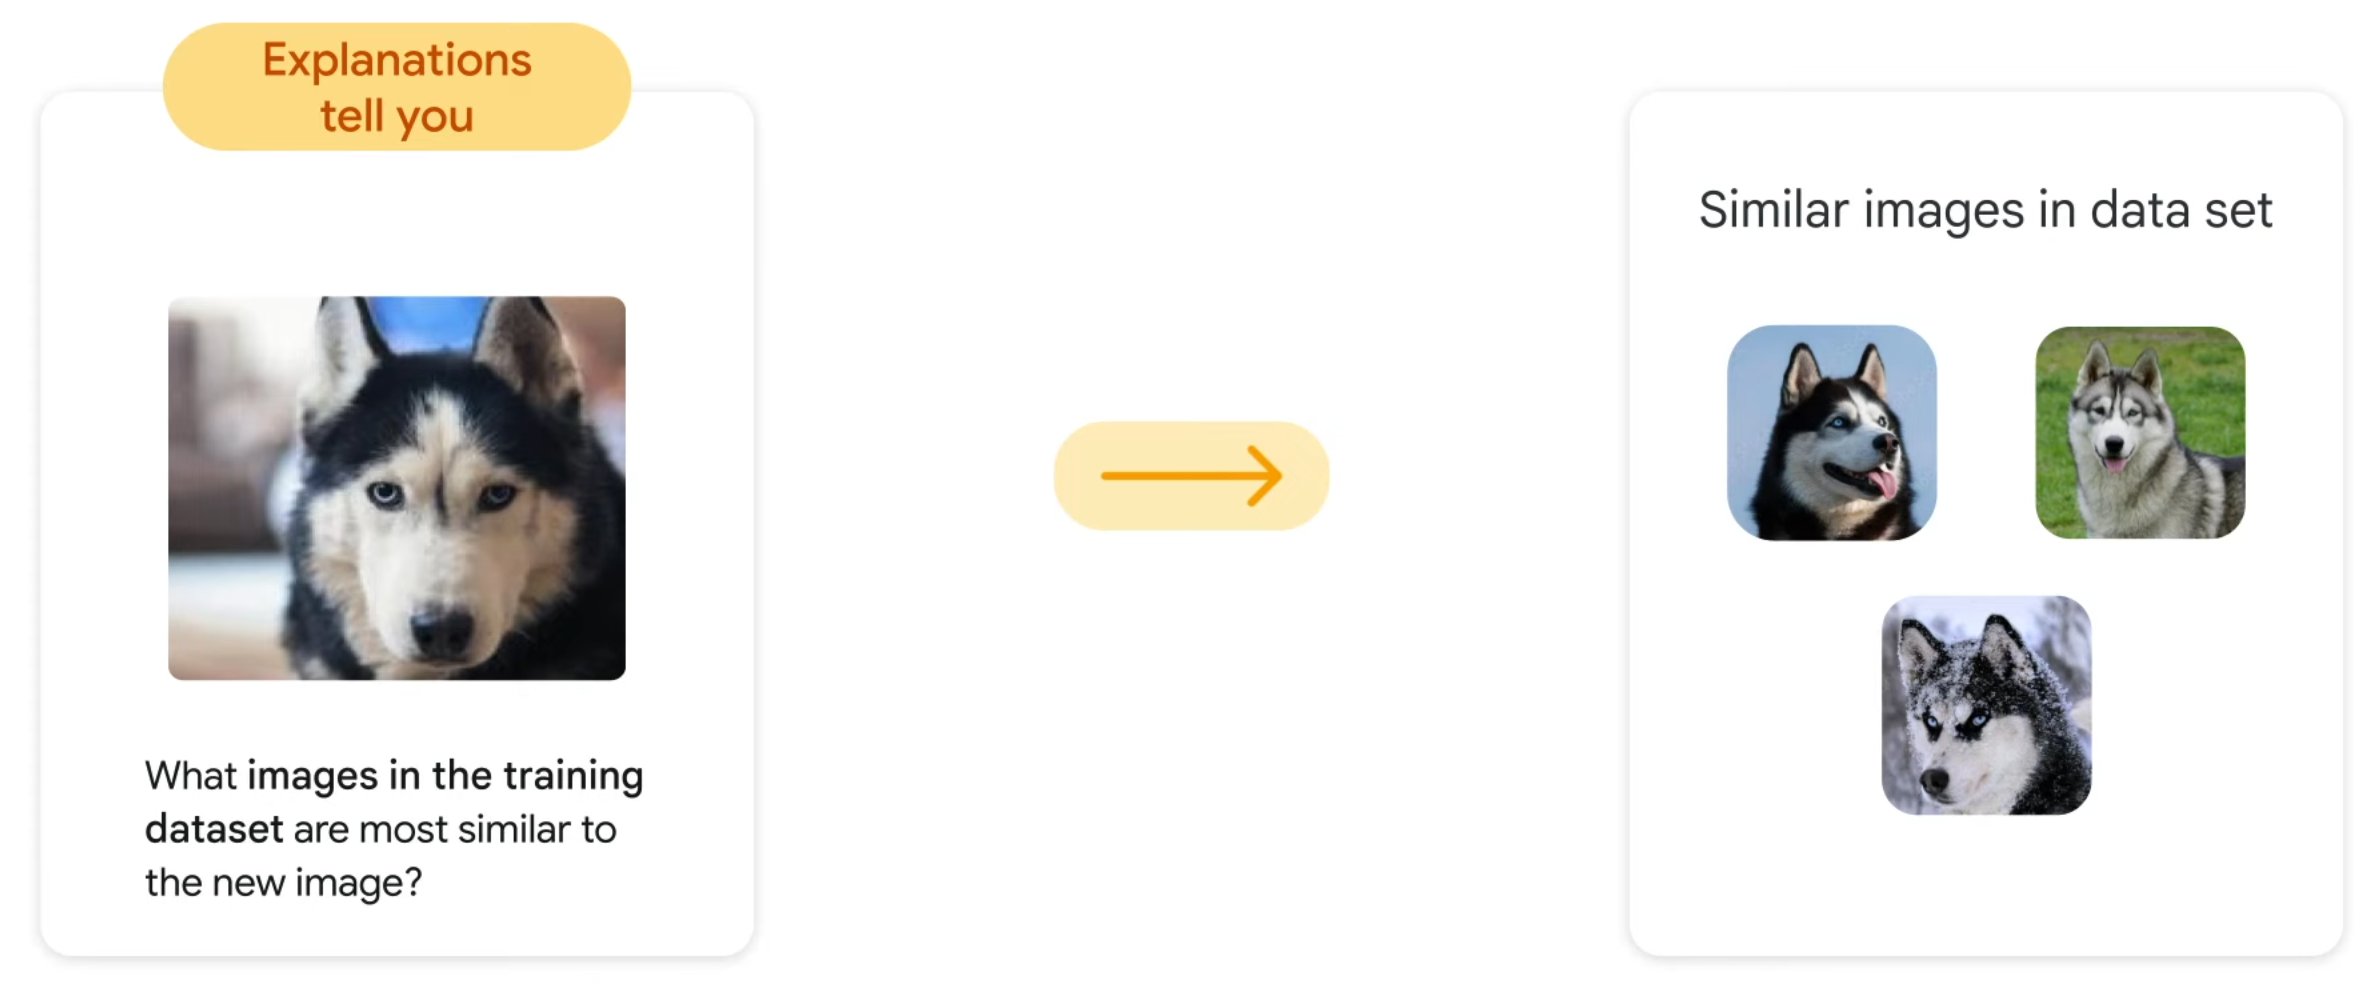 Explanations
tell you
What images in the training
dataset are most similar to
the new image?
Similar images in data set